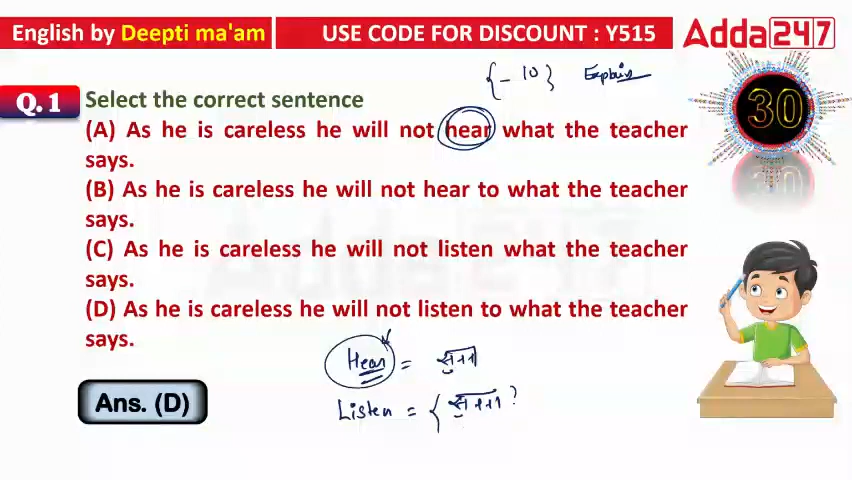 English by Deepti ma'am
USE CODE FOR DISCOUNT : Y515
Adda247
{ – 10 } Explain
Q. 1
Select the correct sentence
30
(A) As he is careless he will not hear what the teacher
says.
(B) As he is careless he will not hear to what the teacher
says.
(C) As he is careless he will not listen what the teacher
says.
(D) As he is careless he will not listen to what the teacher
says.
Hear = सुनना
Ans. (D)
Listen = { सुनना ?